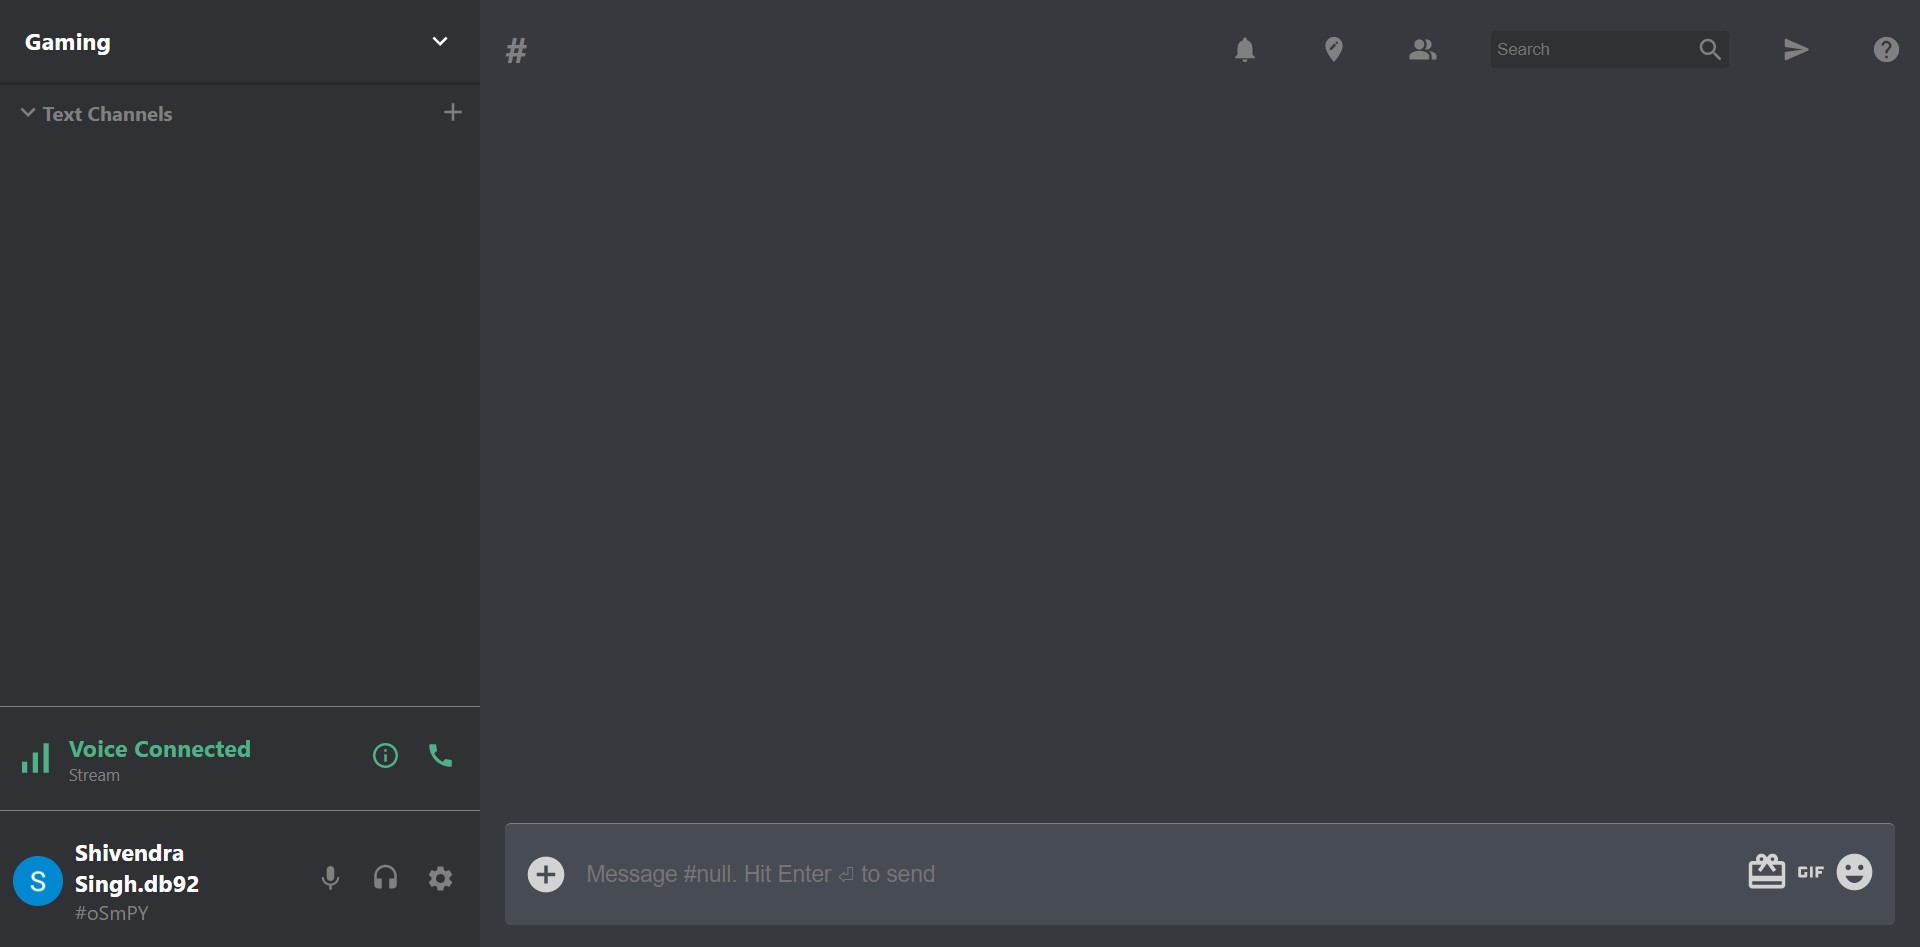 Gaming
Text Channels
Voice Connected
Stream
Shivendra
Singh.db92
#oSmPY
#
Search
Message #null. Hit Enter ⏎ to send
GIF